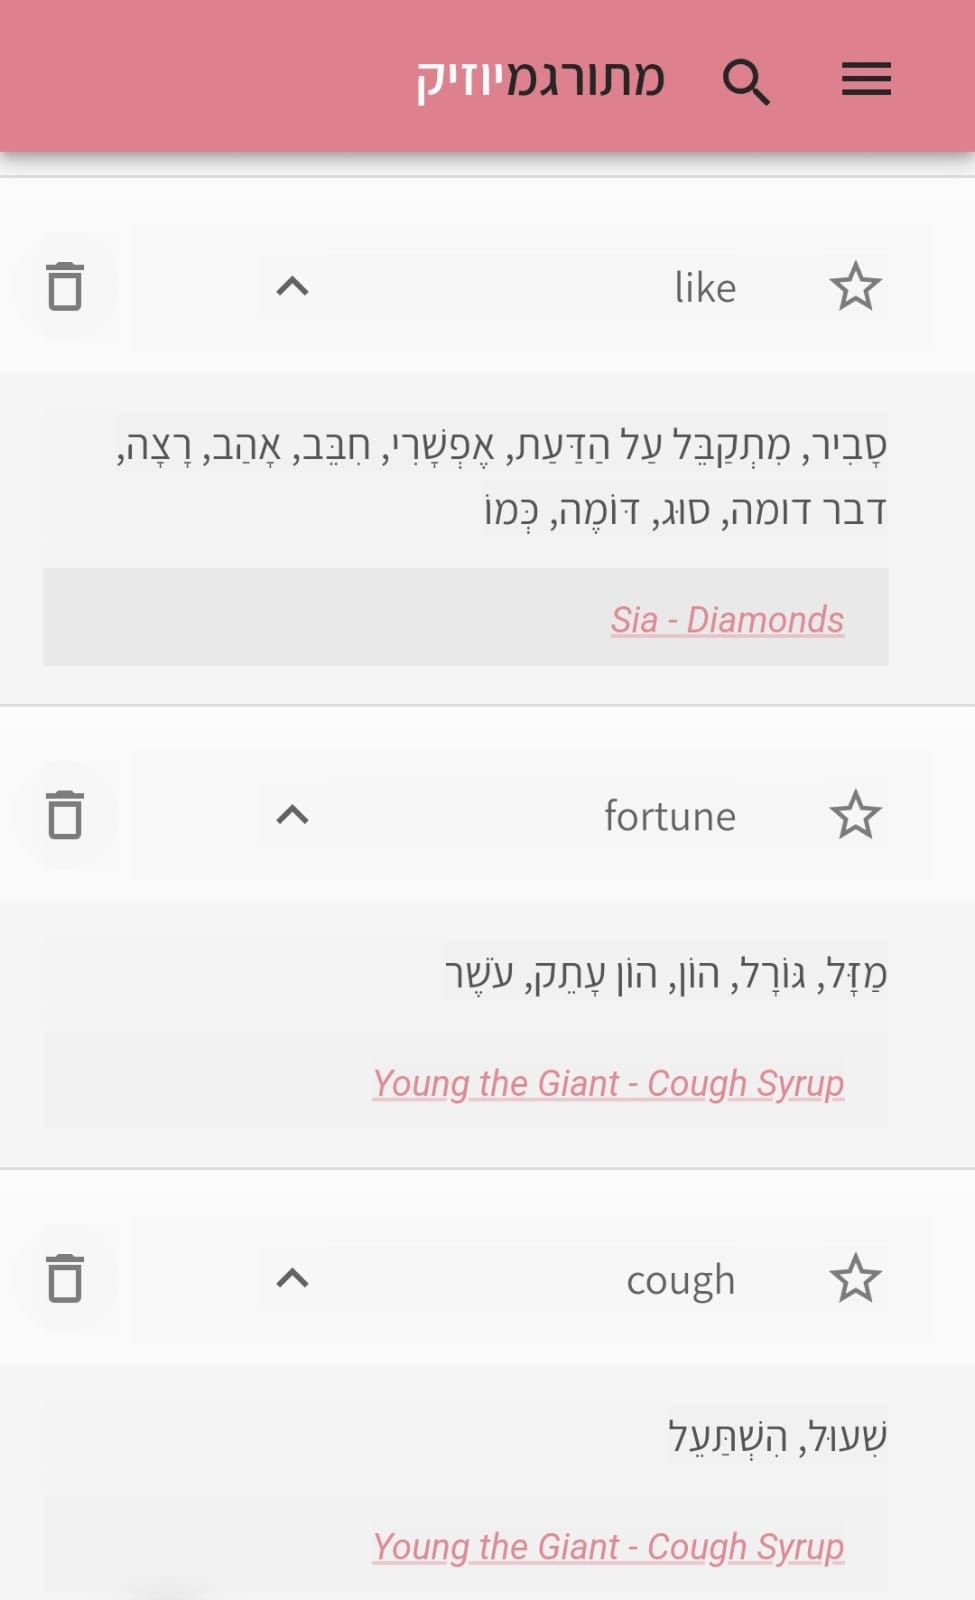 מתורגמיוזיק
like
סָבִיר, מִתְקַבֵּל עַל הַדַּעַת, אֶפְשָׁרִי, חִבֵּב, אָהַב, רָצָה,
דבר דומה, סוּג, דּוֹמֶה, כְּמוֹ
Sia - Diamonds
fortune
מַזָּל, גּוֹרָל, הוֹן, הוֹן עָתֵק, עֹשֶׁר
Young the Giant - Cough Syrup
cough
שִׁעוּל, הִשְׁתַּעֵל
Young the Giant - Cough Syrup